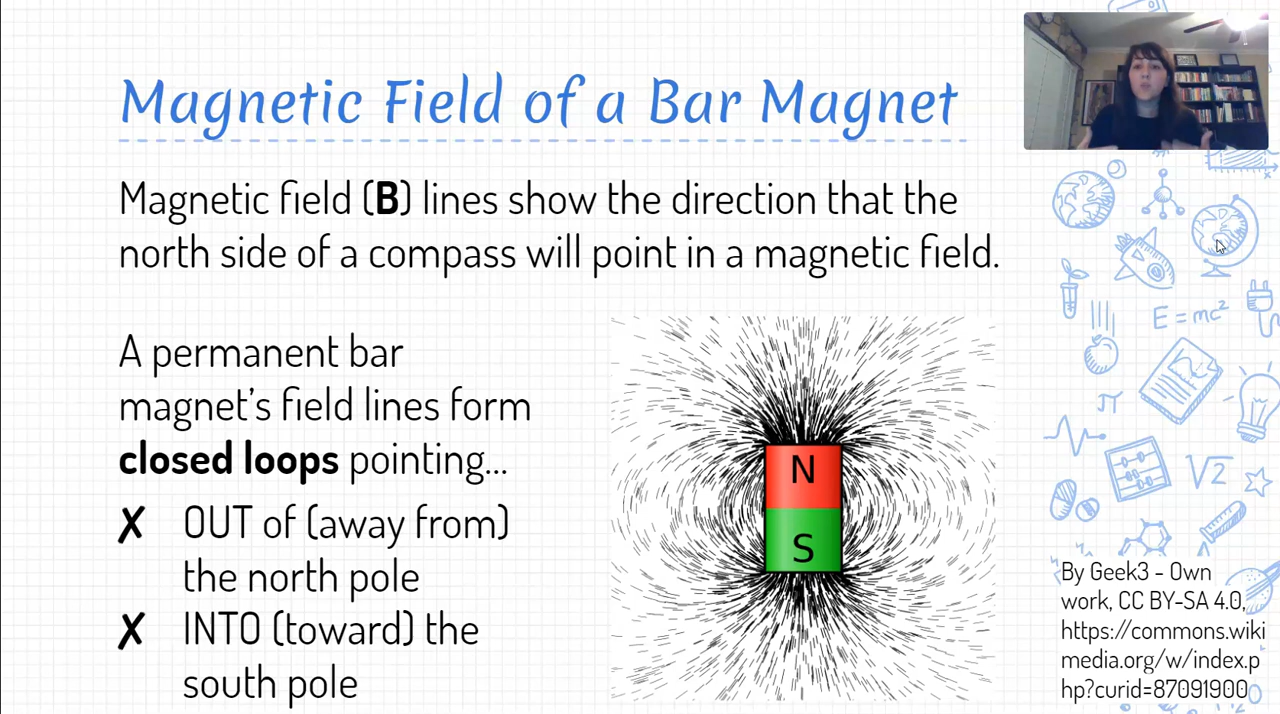 Magnetic Field of a Bar Magnet
Magnetic field (B) lines show the direction that the
north side of a compass will point in a magnetic field.
A permanent bar
magnet's field lines form
closed loops pointing...
✗ OUT of (away from)
the north pole
✗ INTO (toward) the
south pole
N
S
E = mc²
π
√2
By Geek3 - Own
work, CC BY-SA 4.0,
https://commons.wiki
media.org/w/index.p
hp?curid=87091900